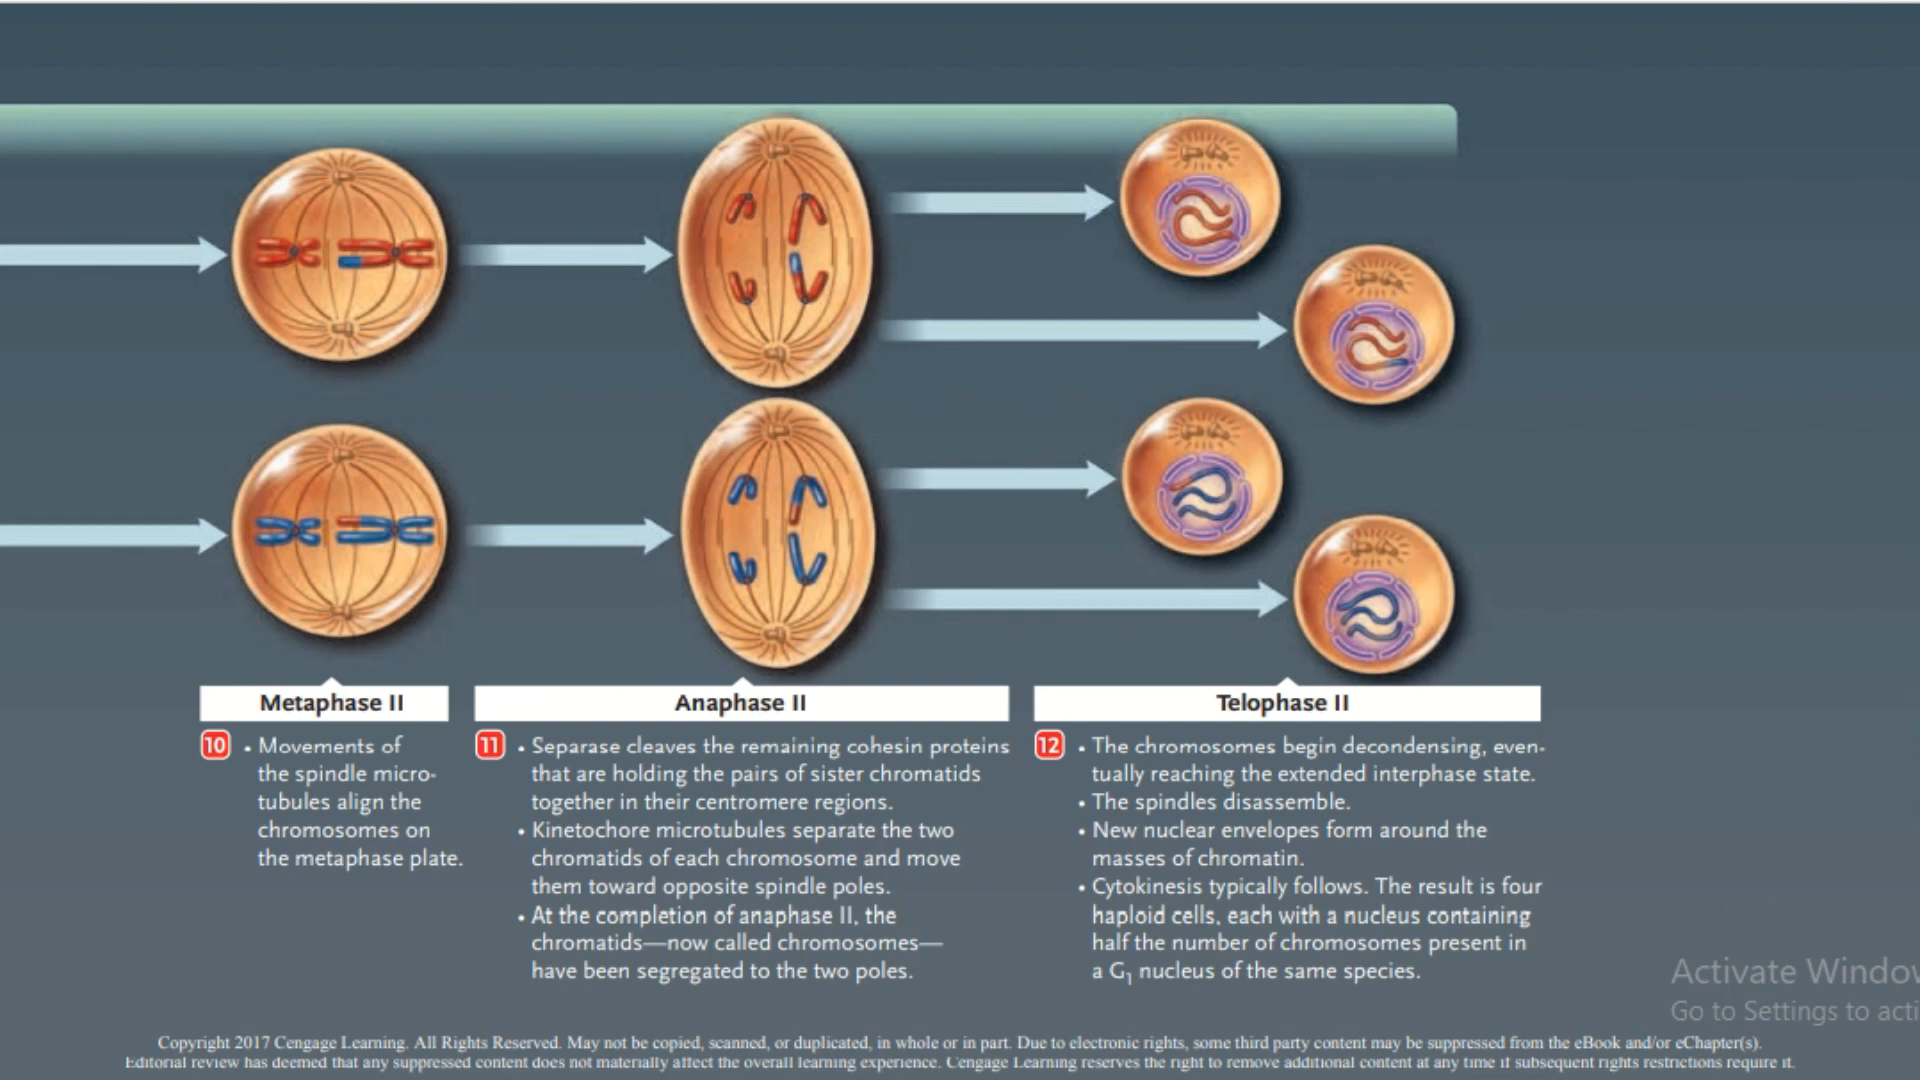 Metaphase II
10 • Movements of
the spindle micro-
tubules align the
chromosomes on
the metaphase plate.
Anaphase II
11 • Separase cleaves the remaining cohesin proteins
that are holding the pairs of sister chromatids
together in their centromere regions.
• Kinetochore microtubules separate the two
chromatids of each chromosome and move
them toward opposite spindle poles.
• At the completion of anaphase II, the
chromatids—now called chromosomes—
have been segregated to the two poles.
Telophase II
12 • The chromosomes begin decondensing, even-
tually reaching the extended interphase state.
• The spindles disassemble.
• New nuclear envelopes form around the
masses of chromatin.
• Cytokinesis typically follows. The result is four
haploid cells, each with a nucleus containing
half the number of chromosomes present in
a G₁ nucleus of the same species.
Activate Window
Go to Settings to acti
Copyright 2017 Cengage Learning. All Rights Reserved. May not be copied, scanned, or duplicated, in whole or in part. Due to electronic rights, some third party content may be suppressed from the eBook and/or eChapter(s).
Editorial review has deemed that any suppressed content does not materially affect the overall learning experience. Cengage Learning reserves the right to remove additional content at any time if subsequent rights restrictions require it.